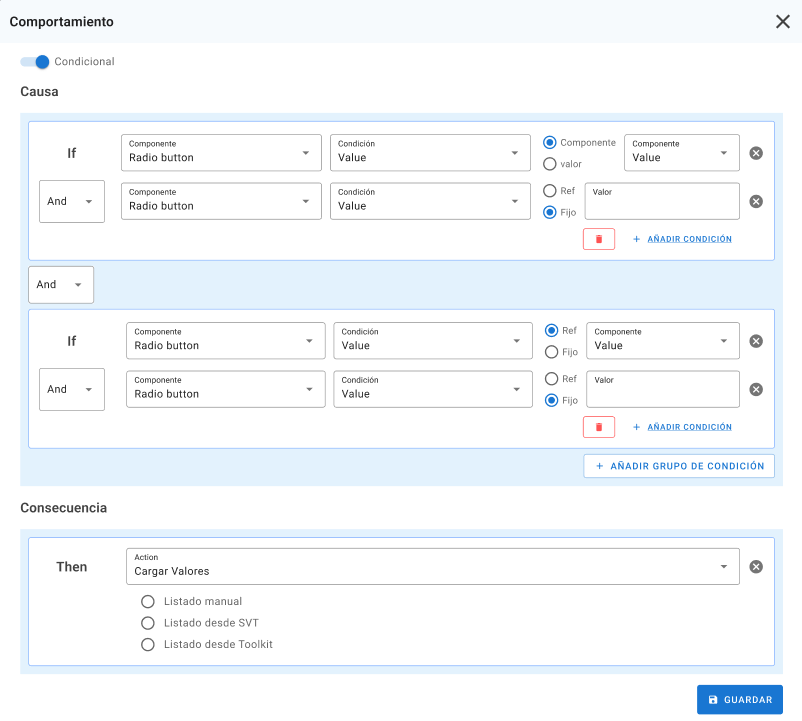 Comportamiento
Condicional
Causa
If
Componente
Radio button
Condición
Value
Componente
valor
Componente
Value
And
Componente
Radio button
Condición
Value
Ref
Fijo
Valor
+ AÑADIR CONDICIÓN
And
If
Componente
Radio button
Condición
Value
Ref
Fijo
Componente
Value
And
Componente
Radio button
Condición
Value
Ref
Fijo
Valor
+ AÑADIR CONDICIÓN
+ AÑADIR GRUPO DE CONDICIÓN
Consecuencia
Then
Action
Cargar Valores
Listado manual
Listado desde SVT
Listado desde Toolkit
GUARDAR